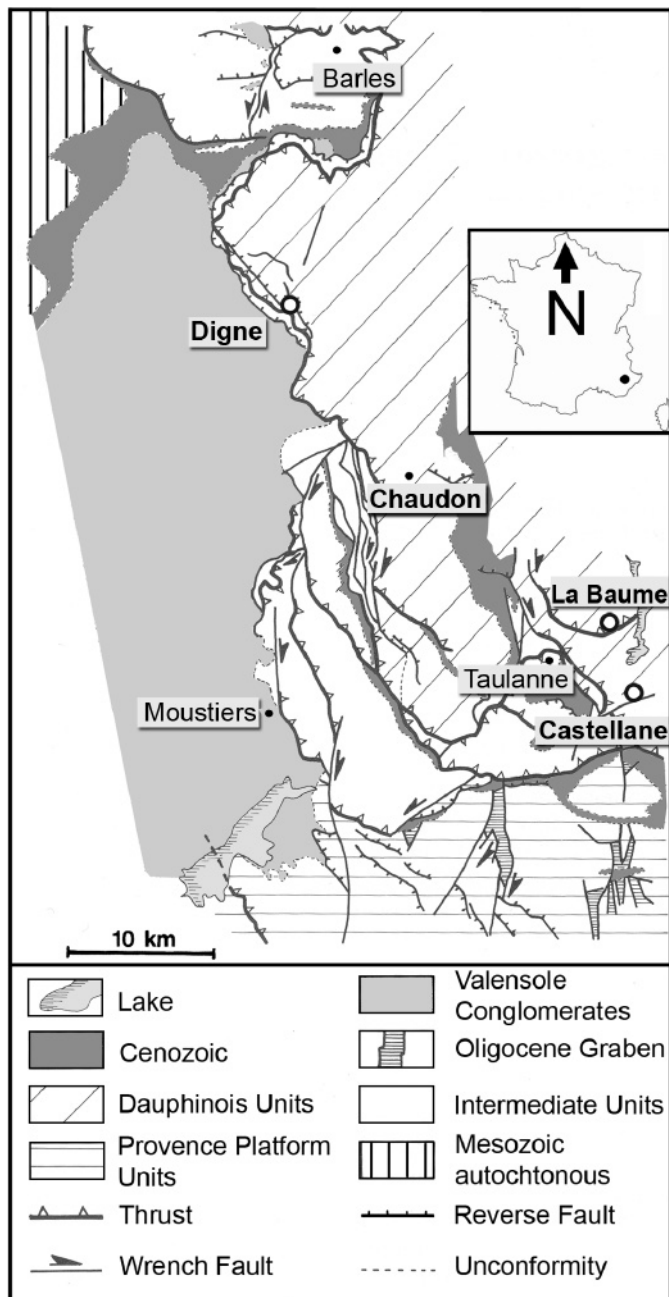 Barles
N
Digne
Chaudon
La Baume
Taulanne
Moustiers
Castellane
10 km
Lake
Valensole
Conglomerates
Cenozoic
Oligocene Graben
Dauphinois Units
Intermediate Units
Provence Platform
Units
Mesozoic
autochtonous
Thrust
Reverse Fault
Wrench Fault
Unconformity